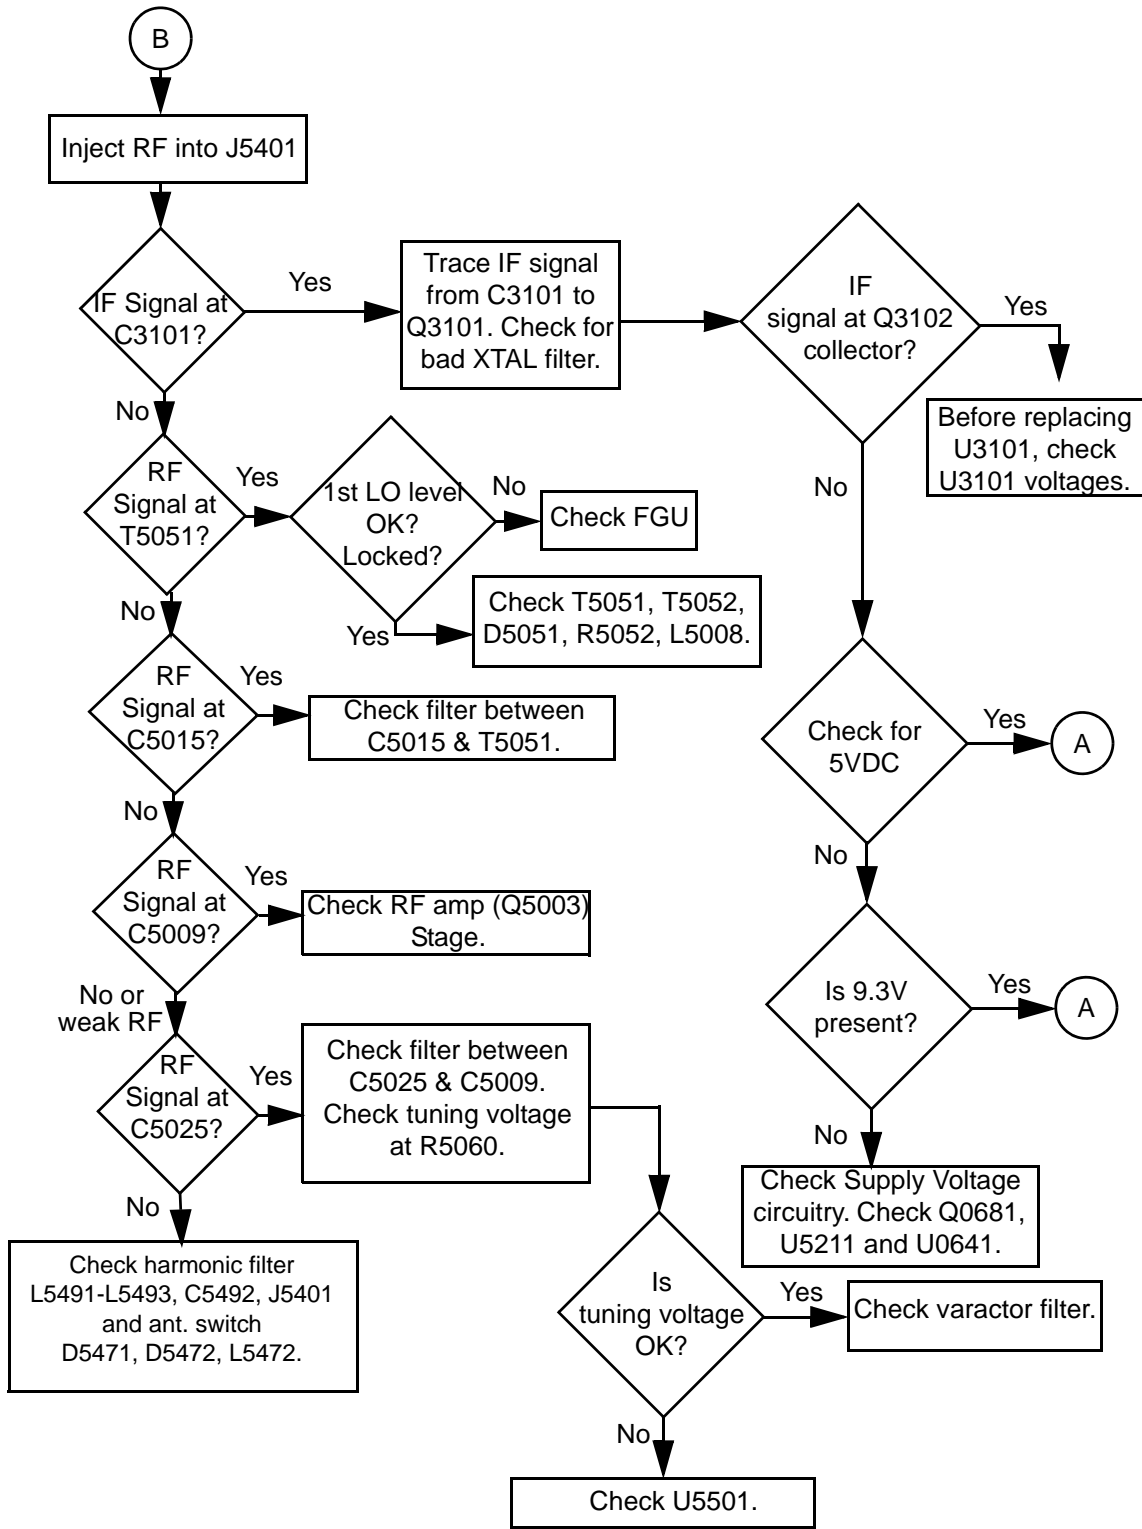 B
Inject RF into J5401
IF Signal at
C3101?
Yes
Trace IF signal
from C3101 to
Q3101. Check for
bad XTAL filter.
IF
signal at Q3102
collector?
Yes
Before replacing
U3101, check
U3101 voltages.
No
No
RF
Signal at
T5051?
Yes
1st LO level
OK?
Locked?
No
Check FGU
Yes
Check T5051, T5052,
D5051, R5052, L5008.
No
RF
Signal at
C5015?
Yes
Check filter between
C5015 & T5051.
Check for
5VDC
Yes
A
No
No
RF
Signal at
C5009?
Yes
Check RF amp (Q5003)
Stage.
Is 9.3V
present?
Yes
A
No or
weak RF
RF
Signal at
C5025?
Yes
Check filter between
C5025 & C5009.
Check tuning voltage
at R5060.
No
Check Supply Voltage
circuitry. Check Q0681,
U5211 and U0641.
No
Check harmonic filter
L5491-L5493, C5492, J5401
and ant. switch
D5471, D5472, L5472.
Is
tuning voltage
OK?
Yes
Check varactor filter.
No
Check U5501.